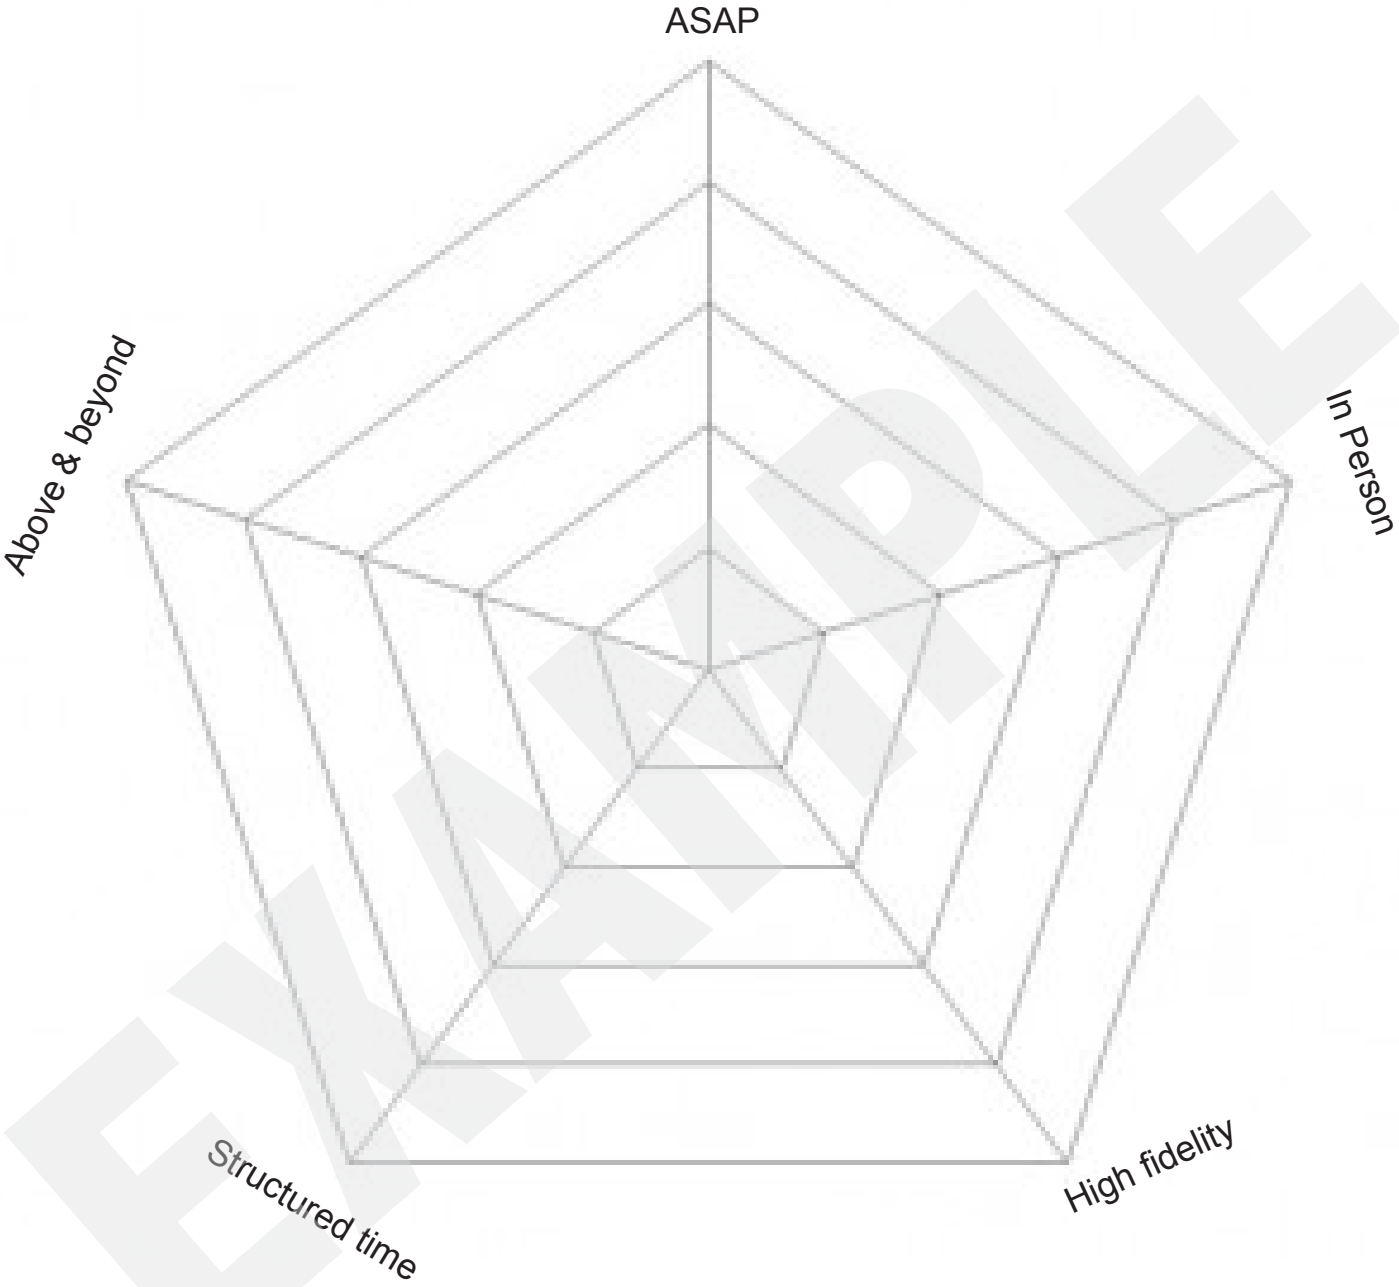 ASAP
In Person
High fidelity
Structured time
Above & beyond
EXAMPLE